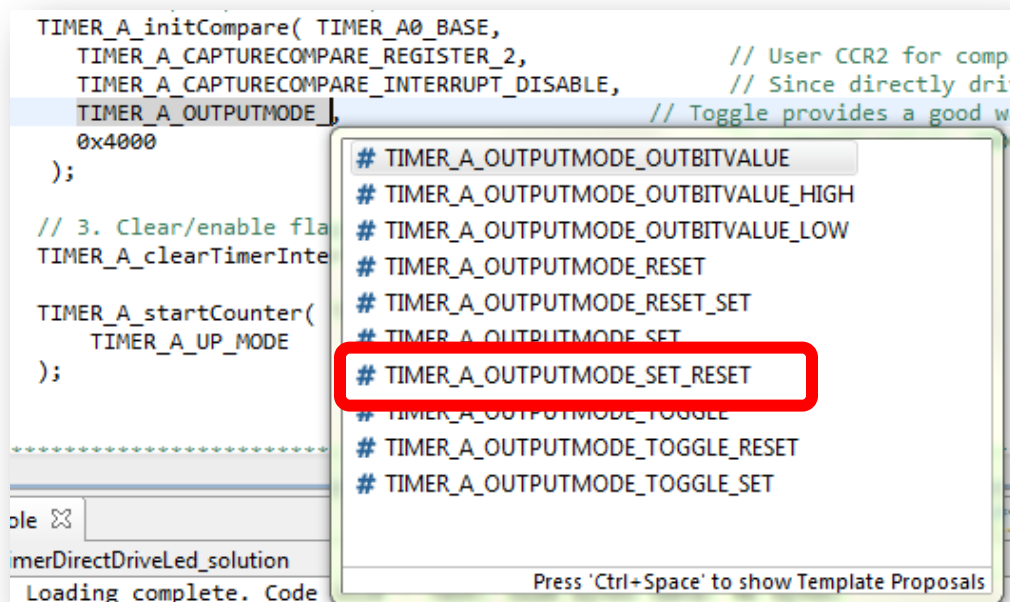 TIMER_A_initCompare( TIMER_A0_BASE,
TIMER_A_CAPTURECOMPARE_REGISTER_2, // User CCR2 for comp
TIMER_A_CAPTURECOMPARE_INTERRUPT_DISABLE, // Since directly dri
TIMER_A_OUTPUTMODE_, // Toggle provides a good w
0x4000
);
// 3. Clear/enable fla
TIMER_A_clearTimerInte
TIMER_A_startCounter(
TIMER_A_UP_MODE
);
# TIMER_A_OUTPUTMODE_OUTBITVALUE
# TIMER_A_OUTPUTMODE_OUTBITVALUE_HIGH
# TIMER_A_OUTPUTMODE_OUTBITVALUE_LOW
# TIMER_A_OUTPUTMODE_RESET
# TIMER_A_OUTPUTMODE_RESET_SET
# TIMER_A_OUTPUTMODE_SET
# TIMER_A_OUTPUTMODE_SET_RESET
# TIMER_A_OUTPUTMODE_TOGGLE
# TIMER_A_OUTPUTMODE_TOGGLE_RESET
# TIMER_A_OUTPUTMODE_TOGGLE_SET
Press 'Ctrl+Space' to show Template Proposals
*************************
ole
imerDirectDriveLed_solution
Loading complete. Code